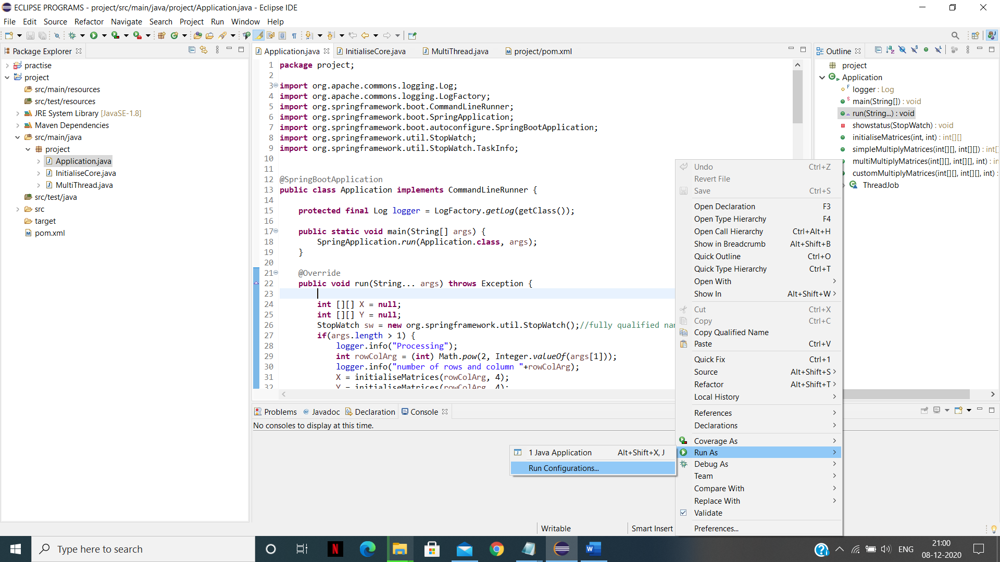 ECLIPSE PROGRAMS - project/src/main/java/project/Application.java - Eclipse IDE
File Edit Source Refactor Navigate Search Project Run Window Help
Package Explorer
practise
project
src/main/resources
src/test/resources
JRE System Library [JavaSE-1.8]
Maven Dependencies
src/main/java
project
Application.java
InitialiseCore.java
MultiThread.java
src/test/java
src
target
pom.xml
Application.java InitialiseCore.java MultiThread.java project/pom.xml
1 package project;
2
3 import org.apache.commons.logging.Log;
4 import org.apache.commons.logging.LogFactory;
5 import org.springframework.boot.CommandLineRunner;
6 import org.springframework.boot.SpringApplication;
7 import org.springframework.boot.autoconfigure.SpringBootApplication;
8 import org.springframework.util.StopWatch;
9 import org.springframework.util.StopWatch.TaskInfo;
10
11
12 @SpringBootApplication
13 public class Application implements CommandLineRunner {
14
15 protected final Log logger = LogFactory.getLog(getClass());
16
17 public static void main(String[] args) {
18 SpringApplication.run(Application.class, args);
19 }
20
21 @Override
22 public void run(String... args) throws Exception {
23
24 int [][] X = null;
25 int [][] Y = null;
26 StopWatch sw = new org.springframework.util.StopWatch();//fully qualified nam
27 if(args.length > 1) {
28 logger.info("Processing");
29 int rowColArg = (int) Math.pow(2, Integer.valueOf(args[1]));
30 logger.info("number of rows and column "+rowColArg);
31 X = initialiseMatrices(rowColArg, 4);
32 Y = initialiseMatrices(rowColArg, 4);
Outline
project
Application
logger : Log
main(String[]) : void
run(String...) : void
showstatus(StopWatch) : void
initialiseMatrices(int, int) : int[][]
simpleMultiplyMatrices(int[][], int[][]) : int[]
multiMultiplyMatrices(int[][], int[][], int) : in
customMultiplyMatrices(int[][], int[][], int) :
ThreadJob
Undo Ctrl+Z
Revert File
Save Ctrl+S
Open Declaration F3
Open Type Hierarchy F4
Open Call Hierarchy Ctrl+Alt+H
Show in Breadcrumb Alt+Shift+B
Quick Outline Ctrl+O
Quick Type Hierarchy Ctrl+T
Open With
Show In Alt+Shift+W
Cut Ctrl+X
Copy Ctrl+C
Copy Qualified Name
Paste Ctrl+V
Quick Fix Ctrl+1
Source Alt+Shift+S
Refactor Alt+Shift+T
Local History
References
Declarations
Coverage As
Run As
Debug As
Team
Compare With
Replace With
Validate
Preferences...
1 Java Application Alt+Shift+X, J
Run Configurations...
Problems Javadoc Declaration Console
No consoles to display at this time.
Writable Smart Insert
Type here to search
ENG
21:00
08-12-2020